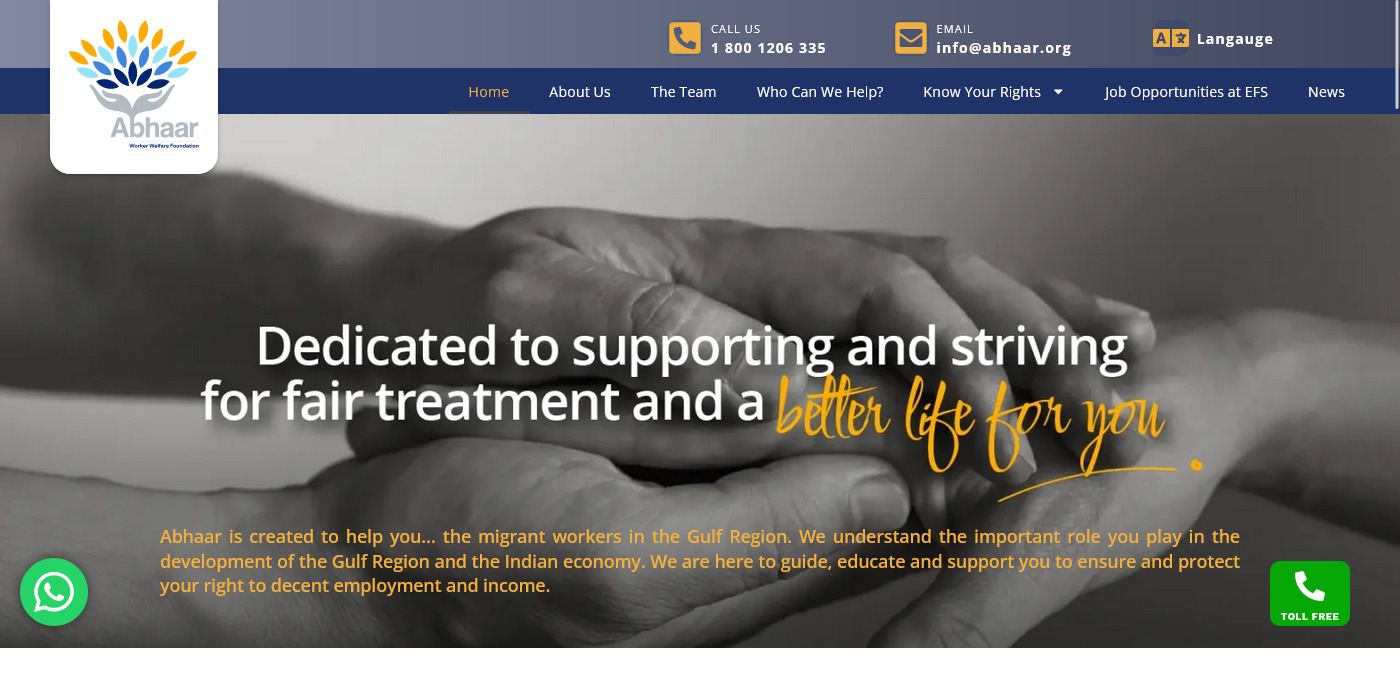 CALL US
1 800 1206 335
EMAIL
info@abhaar.org
Langauge
Abhaar
Worker Welfare Foundation
Home
About Us
The Team
Who Can We Help?
Know Your Rights
Job Opportunities at EFS
News
Dedicated to supporting and striving
for fair treatment and a better life for you
Abhaar is created to help you... the migrant workers in the Gulf Region. We understand the important role you play in the
development of the Gulf Region and the Indian economy. We are here to guide, educate and support you to ensure and protect
your right to decent employment and income.
TOLL FREE